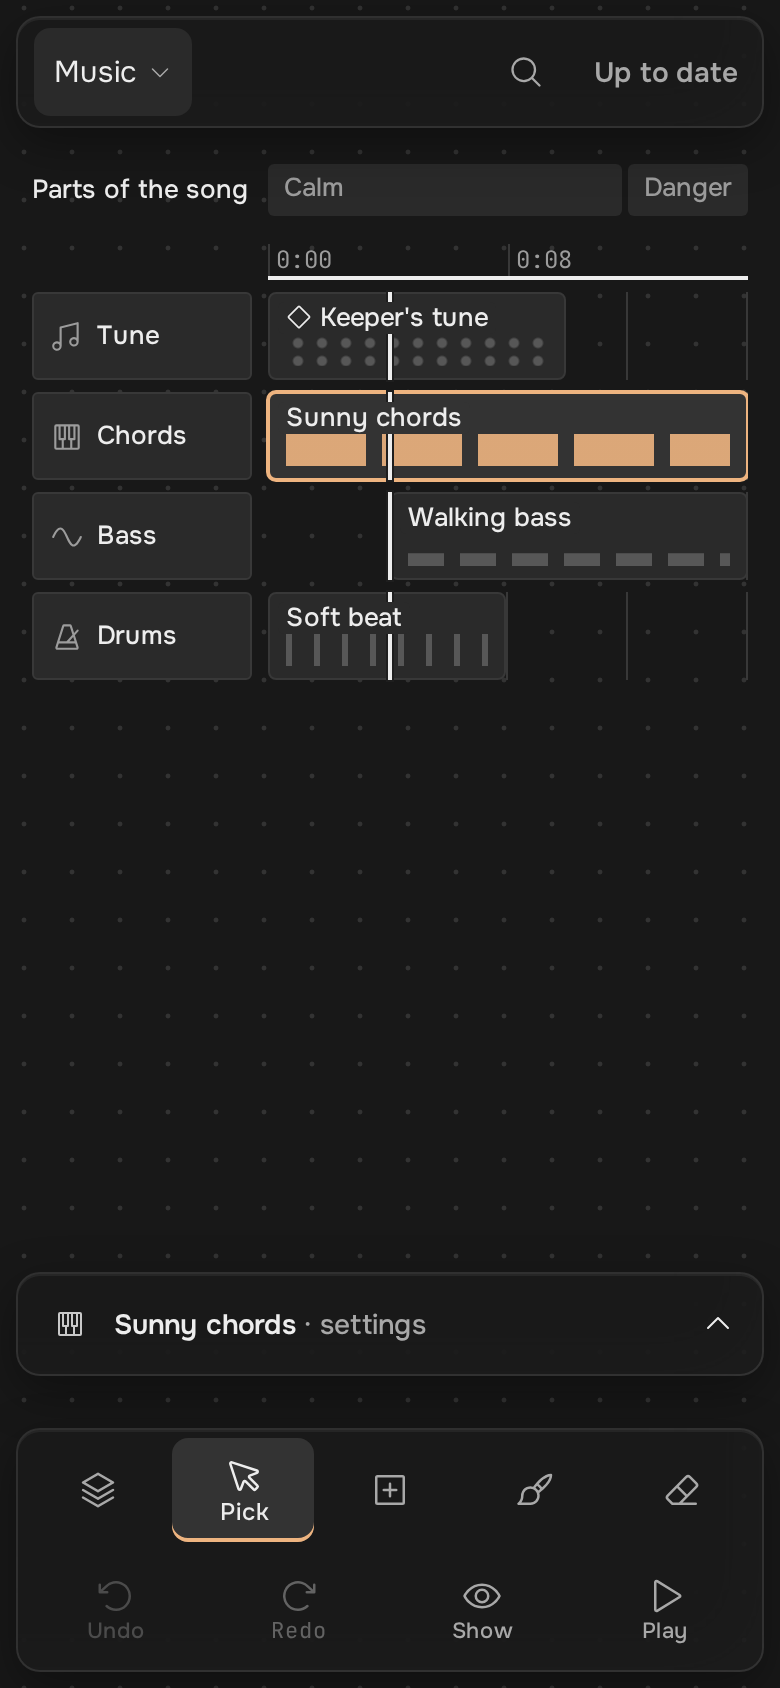 Music
Up to date
Parts of the song
Calm
Danger
0:00
0:08
Tune
Keeper's tune
Chords
Sunny chords
Bass
Walking bass
Drums
Soft beat
Sunny chords · settings
Pick
Undo
Redo
Show
Play